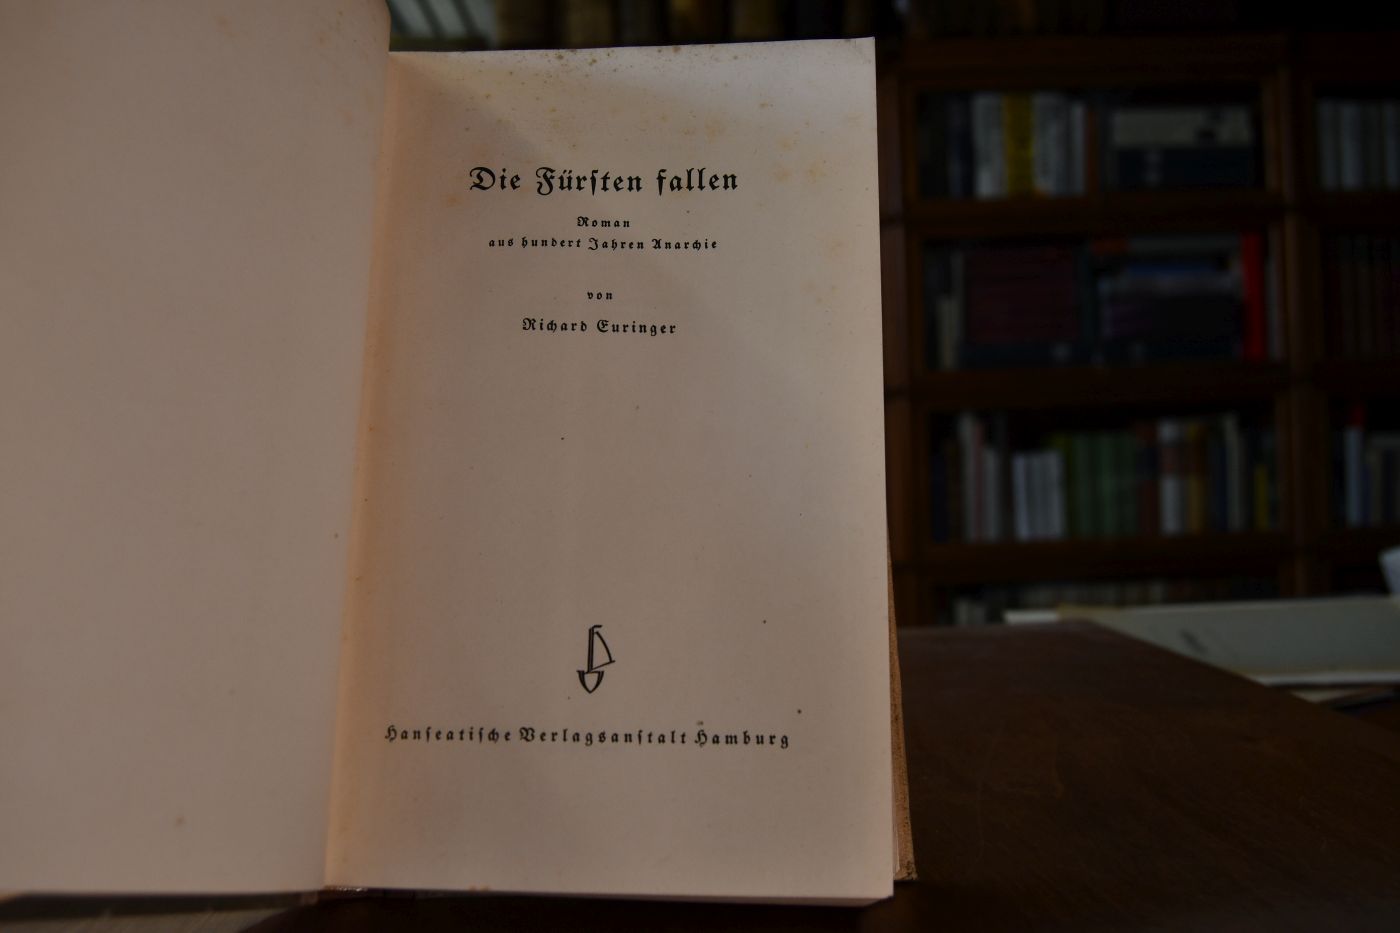 Die Fürſten fallen
Roman
aus hundert Jahren Anarchie
von
Richard Euringer
Hanſeatiſche Verlagsanſtalt Hamburg